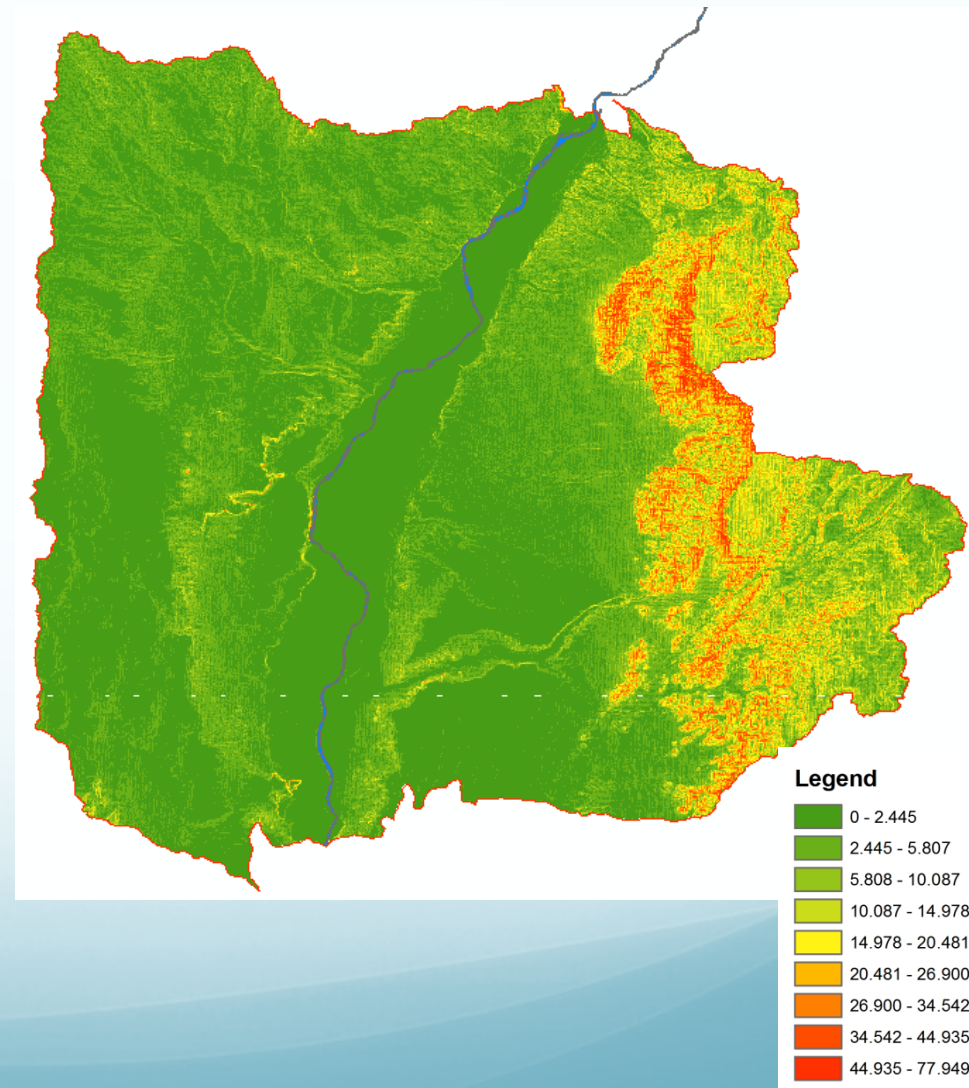 Legend
0 - 2.445
2.445 - 5.807
5.808 - 10.087
10.087 - 14.978
14.978 - 20.481
20.481 - 26.900
26.900 - 34.542
34.542 - 44.935
44.935 - 77.949